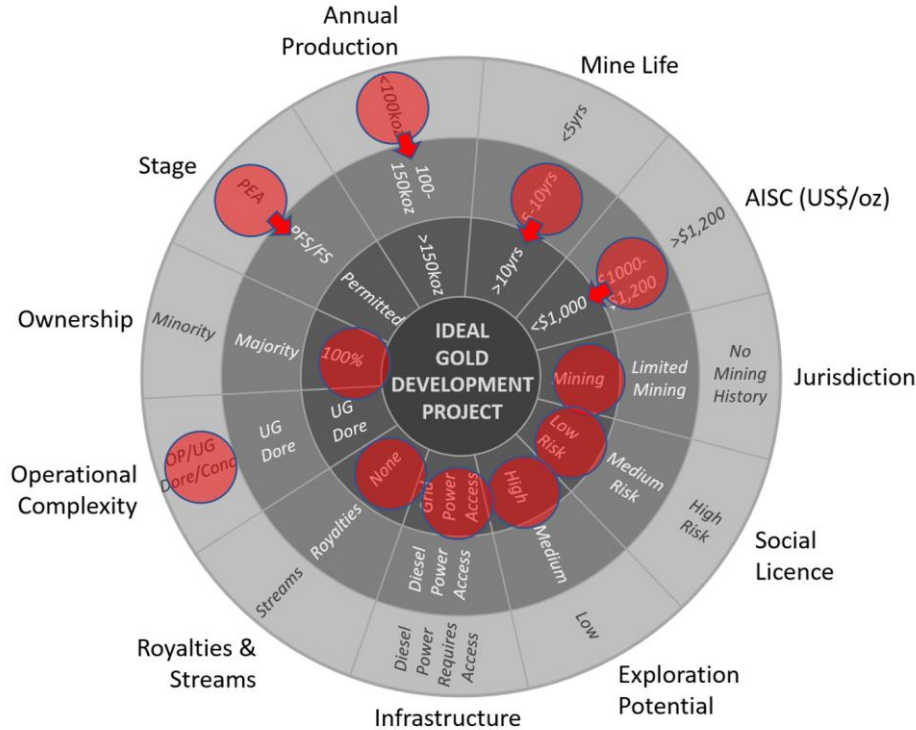 Annual
Production
Mine Life
Stage
AISC (US$/oz)
Ownership
Jurisdiction
Operational
Complexity
Social
Licence
Royalties &
Streams
Exploration
Potential
Infrastructure
<100koz
100-
150koz
>150koz
<5yrs
5-10yrs
>10yrs
>$1,200
$1000-
$1,200
<$1,000
No
Mining
History
Limited
Mining
Mining
High
Risk
Medium
Risk
Low
Risk
Low
Medium
High
Diesel
Power
Requires
Access
Diesel
Power
Access
Grid
Power
Access
Streams
Royalties
None
OP/UG
Dore/Conc
UG
Dore
UG
Dore
Minority
Majority
100%
PEA
PFS/FS
Permitted
IDEAL
GOLD
DEVELOPMENT
PROJECT